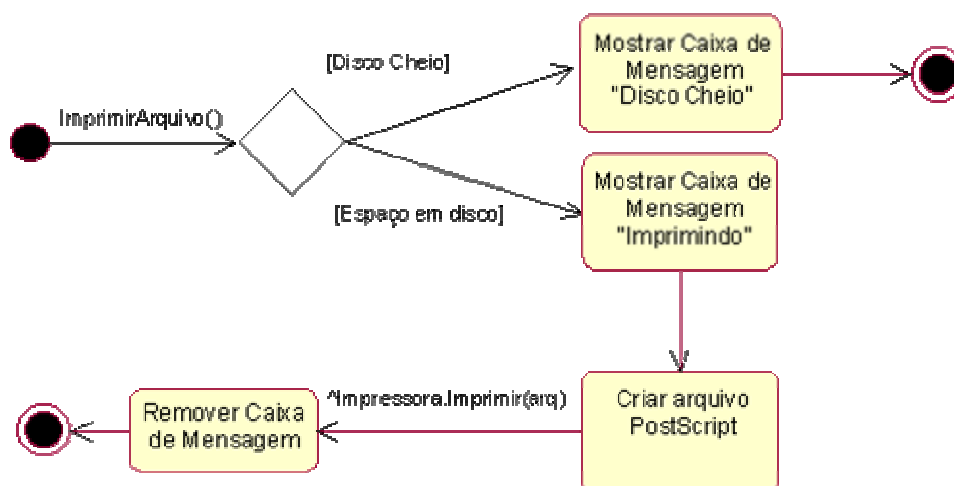 [Disco Cheio]
Mostrar Caixa de
Mensagem
"Disco Cheio"
ImprimirArquivo()
[Espaço em disco]
Mostrar Caixa de
Mensagem
"Imprimindo"
^Impressora.Imprimir(arq)
Remover Caixa
de Mensagem
Criar arquivo
PostScript